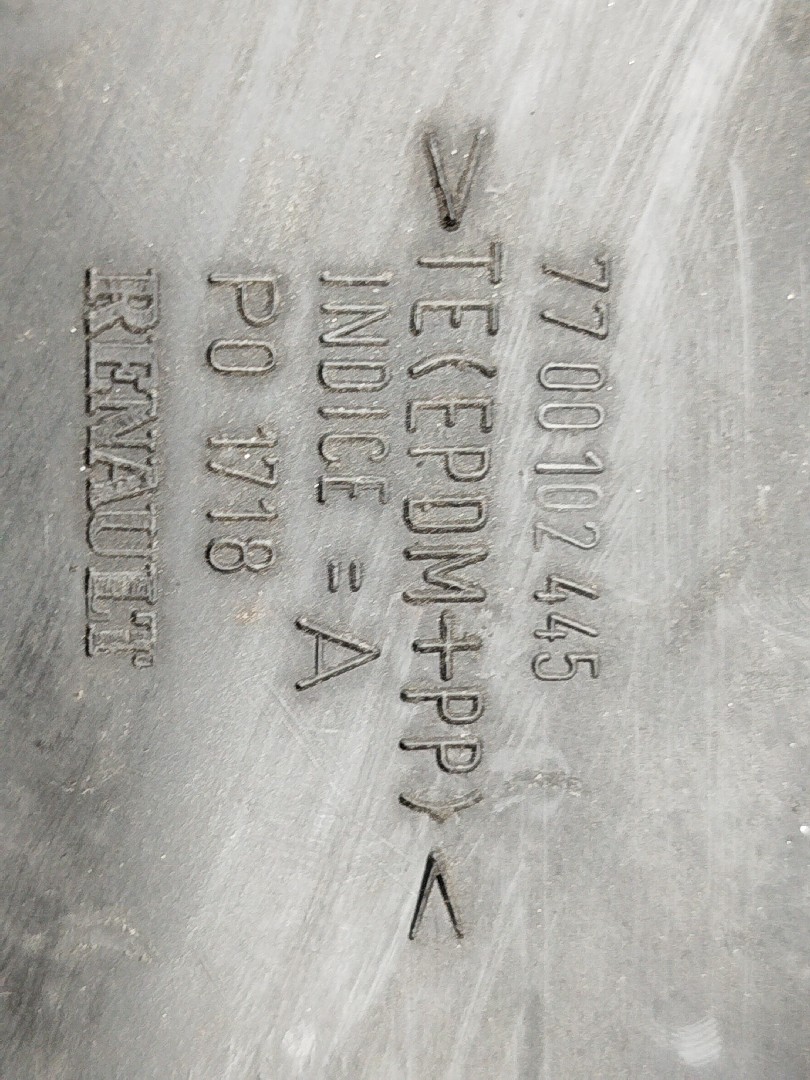 77 00 102 445
>TE(EPDM+PP)<
INDICE = A
PO 1718
RENAULT